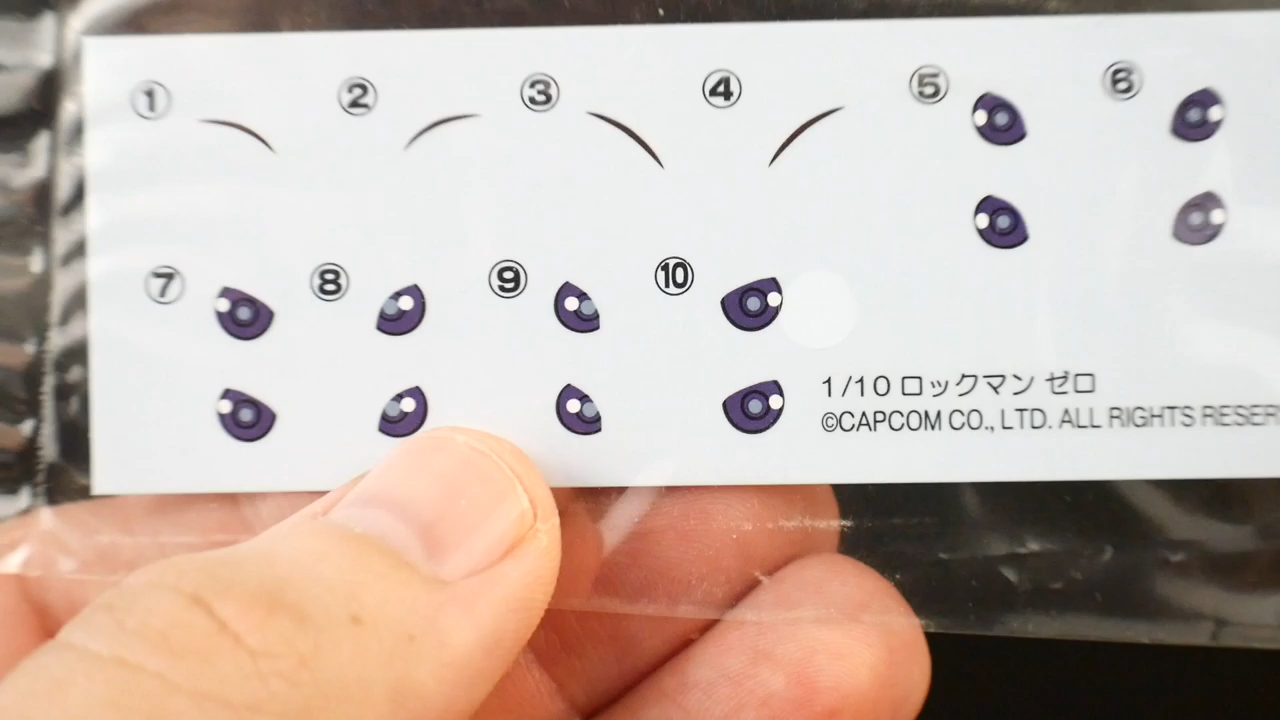 ① ② ③ ④ ⑤ ⑥
⑦ ⑧ ⑨ ⑩
1/10 ロックマン ゼロ
©CAPCOM CO., LTD. ALL RIGHTS RESER